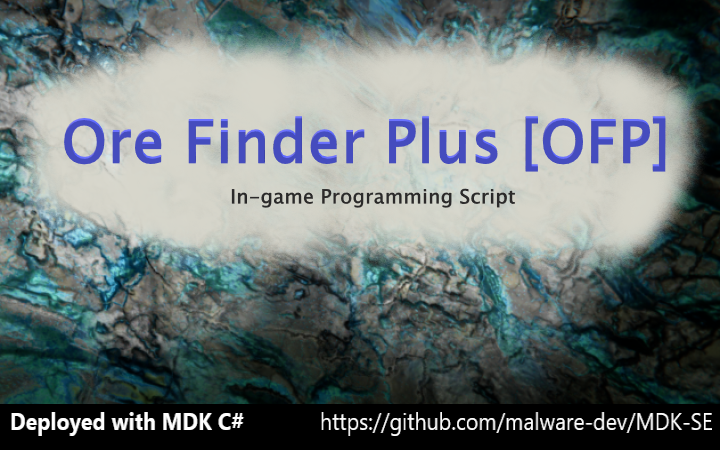 Ore Finder Plus [OFP]
In-game Programming Script
Deployed with MDK C# https://github.com/malware-dev/MDK-SE